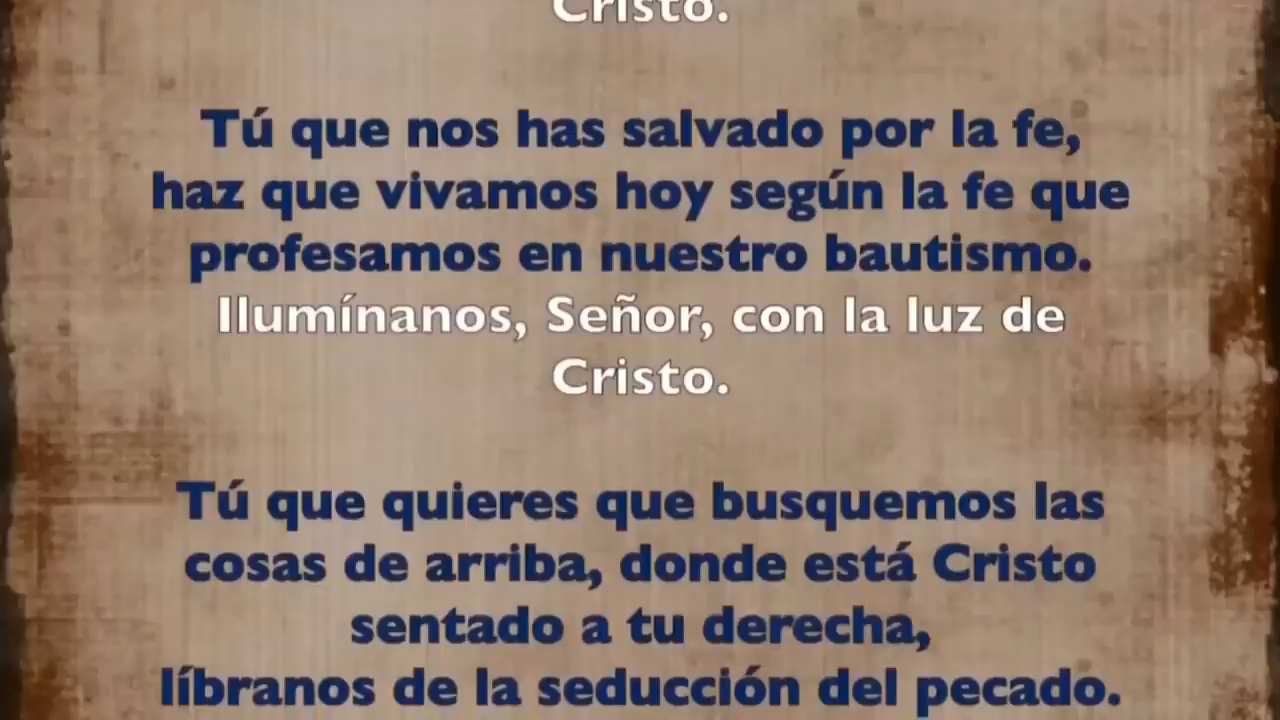 Cristo.
Tú que nos has salvado por la fe,
haz que vivamos hoy según la fe que
profesamos en nuestro bautismo.
Ilumínanos, Señor, con la luz de
Cristo.
Tú que quieres que busquemos las
cosas de arriba, donde está Cristo
sentado a tu derecha,
líbranos de la seducción del pecado.